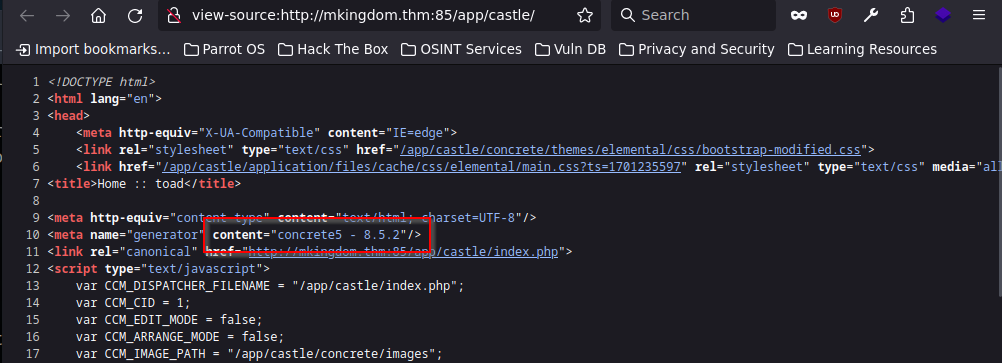 view-source:http://mkingdom.thm:85/app/castle/
Search
Import bookmarks... Parrot OS Hack The Box OSINT Services Vuln DB Privacy and Security Learning Resources
1 <!DOCTYPE html>
2 <html lang="en">
3 <head>
4 <meta http-equiv="X-UA-Compatible" content="IE=edge">
5 <link rel="stylesheet" type="text/css" href="/app/castle/concrete/themes/elemental/css/bootstrap-modified.css">
6 <link href="/app/castle/application/files/cache/css/elemental/main.css?ts=1701235597" rel="stylesheet" type="text/css" media="al
7 <title>Home :: toad</title>
8
9 <meta http-equiv="content-type" content="text/html; charset=UTF-8"/>
10 <meta name="generator" content="concrete5 - 8.5.2"/>
11 <link rel="canonical" href="http://mkingdom.thm:85/app/castle/index.php">
12 <script type="text/javascript">
13 var CCM_DISPATCHER_FILENAME = "/app/castle/index.php";
14 var CCM_CID = 1;
15 var CCM_EDIT_MODE = false;
16 var CCM_ARRANGE_MODE = false;
17 var CCM_IMAGE_PATH = "/app/castle/concrete/images";